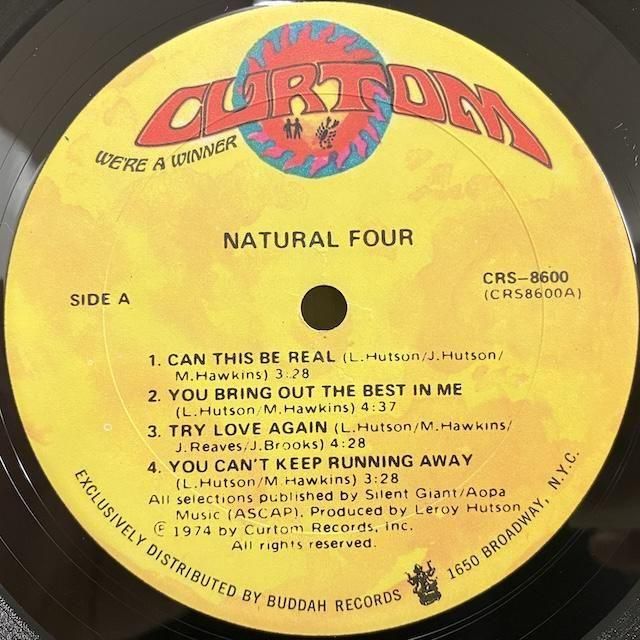 CURTOM
WE'RE A WINNER
NATURAL FOUR
SIDE A
CRS-8600
(CRS8600A)
1. CAN THIS BE REAL (L.Hutson/J.Hutson/
M.Hawkins) 3:28
2. YOU BRING OUT THE BEST IN ME
(L.Hutson/M.Hawkins) 4:37
3. TRY LOVE AGAIN (L.Hutson/M.Hawkins/
J.Reaves/J.Brooks) 4:28
4. YOU CAN'T KEEP RUNNING AWAY
(L.Hutson/M.Hawkins) 3:28
All selections published by Silent Giant/Aopa
Music (ASCAP). Produced by Leroy Hutson
℗ 1974 by Curtom Records, Inc.
All rights reserved.
EXCLUSIVELY DISTRIBUTED BY BUDDAH RECORDS 1650 BROADWAY, N.Y.C.